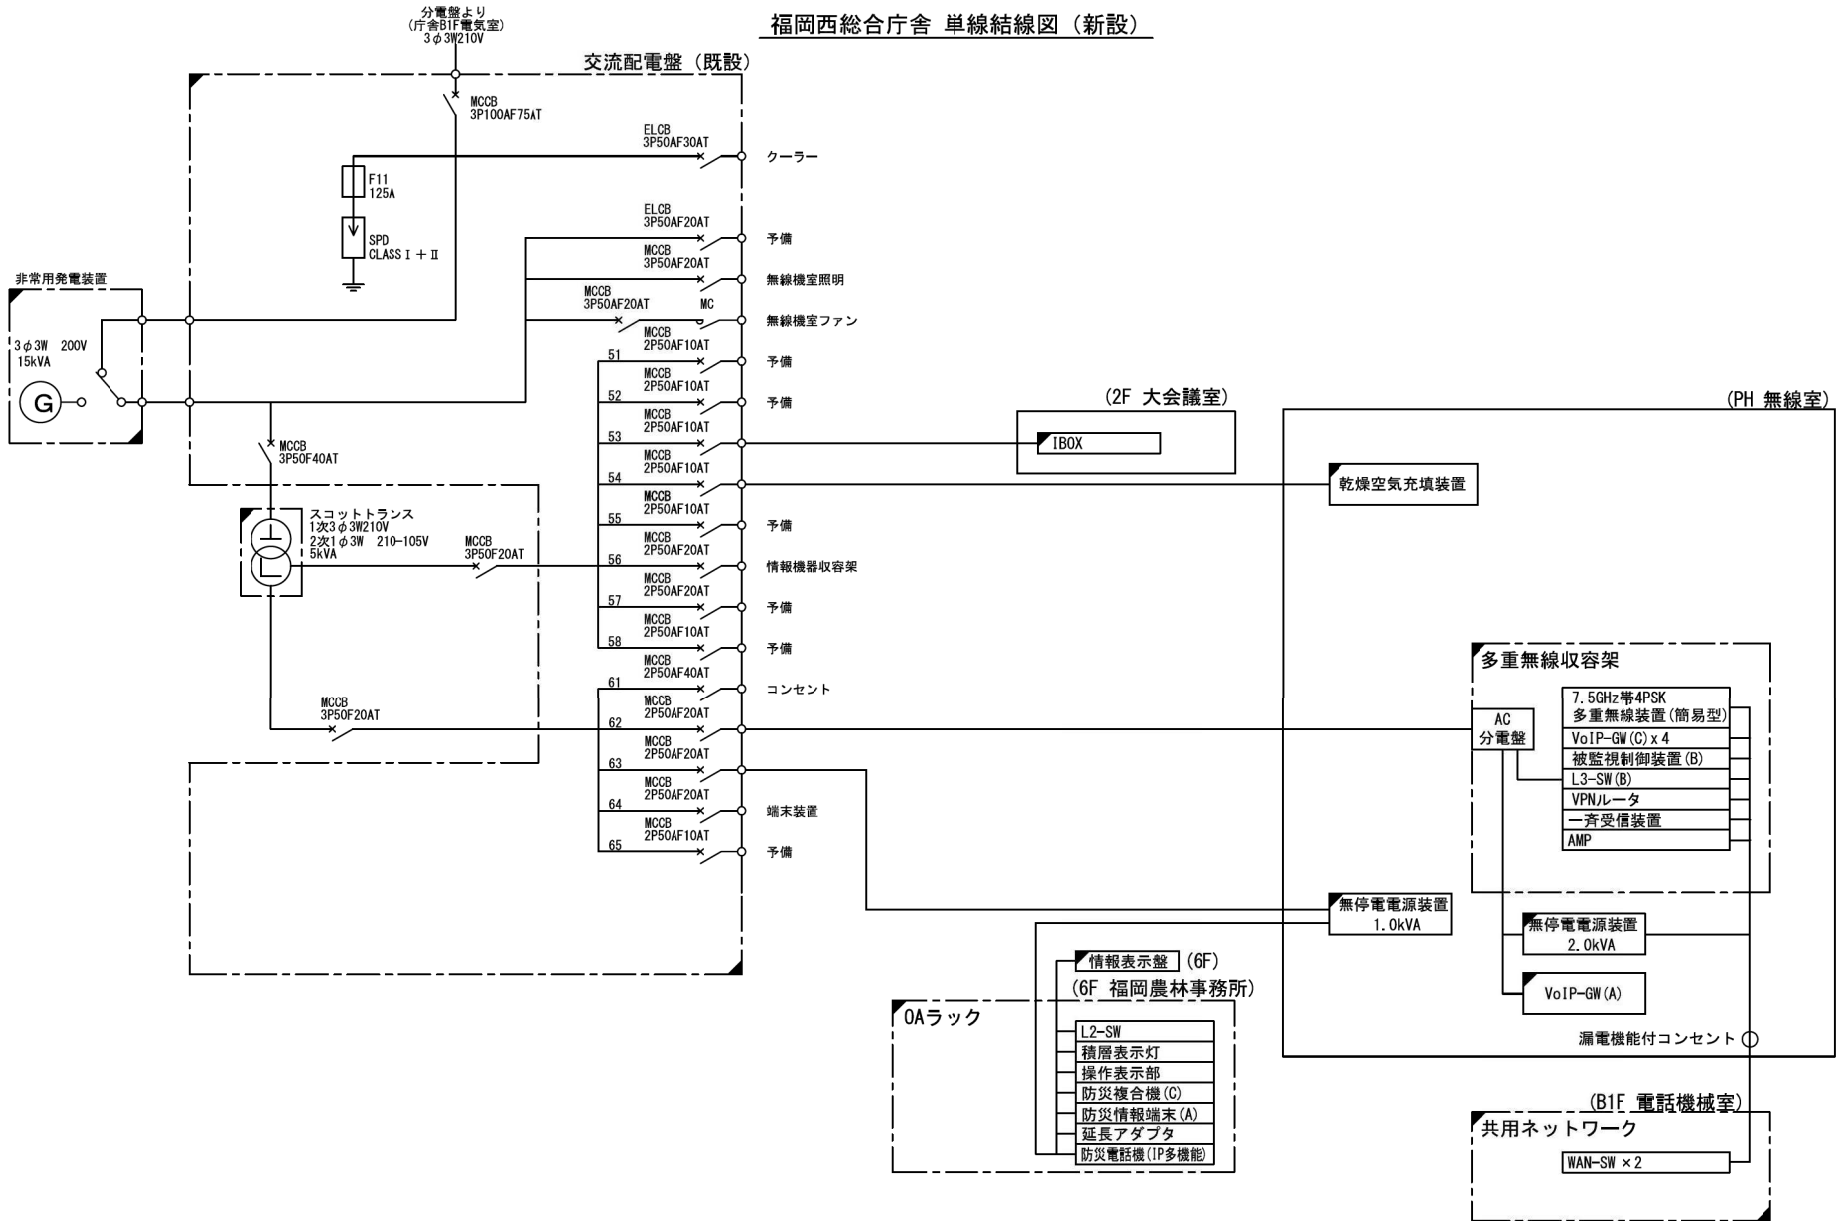 福岡西総合庁舎 単線結線図(新設)
分電盤より
(庁舎B1F電気室)
3φ3W210V
交流配電盤(既設)
MCCB
3P100AF75AT
ELCB
3P50AF30AT
クーラー
F11
125A
SPD
CLASSⅠ+Ⅱ
ELCB
3P50AF20AT
予備
MCCB
3P50AF20AT
無線機室照明
MCCB
3P50AF20AT
MC
無線機室ファン
非常用発電装置
3φ3W 200V
15kVA
G
MCCB
3P50F40AT
スコットトランス
1次3φ3W210V
2次1φ3W 210-105V
5kVA
MCCB
3P50F20AT
MCCB
3P50F20AT
51
MCCB
2P50AF10AT
予備
52
MCCB
2P50AF10AT
予備
53
MCCB
2P50AF10AT
54
MCCB
2P50AF10AT
55
MCCB
2P50AF10AT
予備
56
MCCB
2P50AF20AT
情報機器収容架
57
MCCB
2P50AF20AT
予備
58
MCCB
2P50AF10AT
予備
61
MCCB
2P50AF40AT
コンセント
62
MCCB
2P50AF20AT
63
MCCB
2P50AF20AT
64
MCCB
2P50AF20AT
端末装置
65
MCCB
2P50AF10AT
予備
(2F 大会議室)
IBOX
(PH 無線室)
乾燥空気充填装置
多重無線収容架
AC
分電盤
7.5GHz帯4PSK
多重無線装置(簡易型)
VoIP-GW(C)x4
被監視制御装置(B)
L3-SW(B)
VPNルータ
一斉受信装置
AMP
無停電電源装置
1.0kVA
無停電電源装置
2.0kVA
VoIP-GW(A)
漏電機能付コンセント
情報表示盤 (6F)
(6F 福岡農林事務所)
OAラック
L2-SW
積層表示灯
操作表示部
防災複合機(C)
防災情報端末(A)
延長アダプタ
防災電話機(IP多機能)
(B1F 電話機械室)
共用ネットワーク
WAN-SW×2